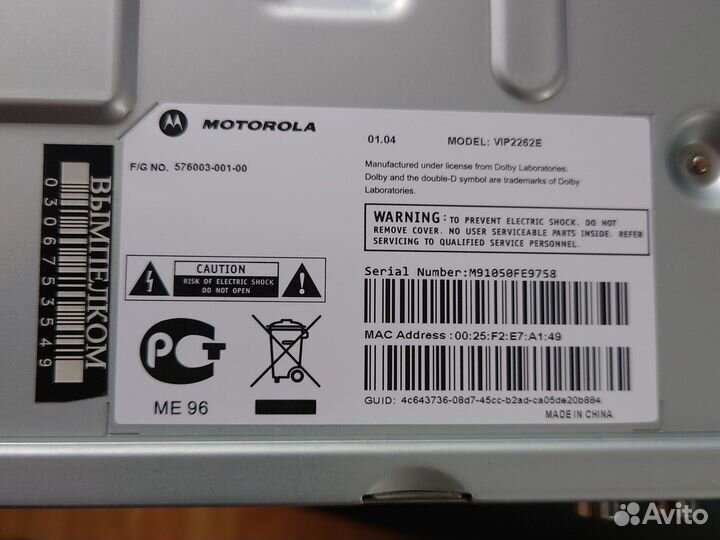 MOTOROLA
01.04 MODEL: VIP2262E
F/G NO. 576003-001-00
Manufactured under license from Dolby Laboratories.
Dolby and the double-D symbol are trademarks of Dolby
Laboratories.
WARNING: TO PREVENT ELECTRIC SHOCK, DO NOT
REMOVE COVER. NO USER SERVICEABLE PARTS INSIDE. REFER
SERVICING TO QUALIFIED SERVICE PERSONNEL.
CAUTION
RISK OF ELECTRIC SHOCK
DO NOT OPEN
Serial Number:M91050FE9758
MAC Address:00:25:F2:E7:A1:49
GUID: 4c643736-08d7-45cc-b2ad-ca05de20b884
MADE IN CHINA
РСТ
ME 96
ВЫМПЕЛКОМ
0306753549
Avito